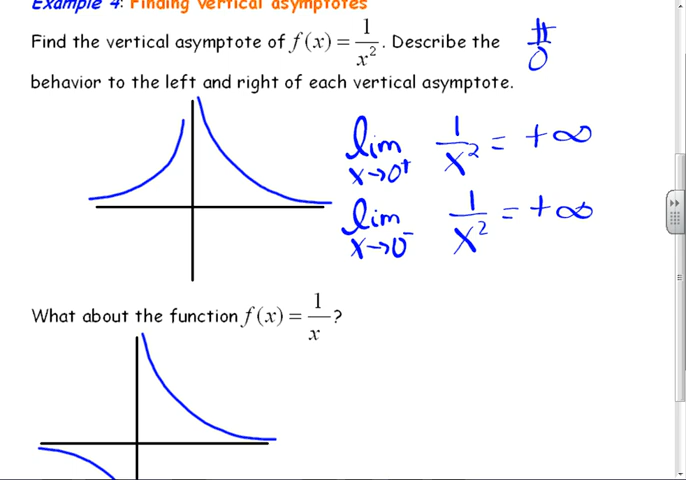 Example 4: Finding vertical asymptotes
Find the vertical asymptote of f(x) = 1/x². Describe the
#/0
behavior to the left and right of each vertical asymptote.
lim x→0⁺ 1/x² = +∞
lim x→0⁻ 1/x² = +∞
What about the function f(x) = 1/x?